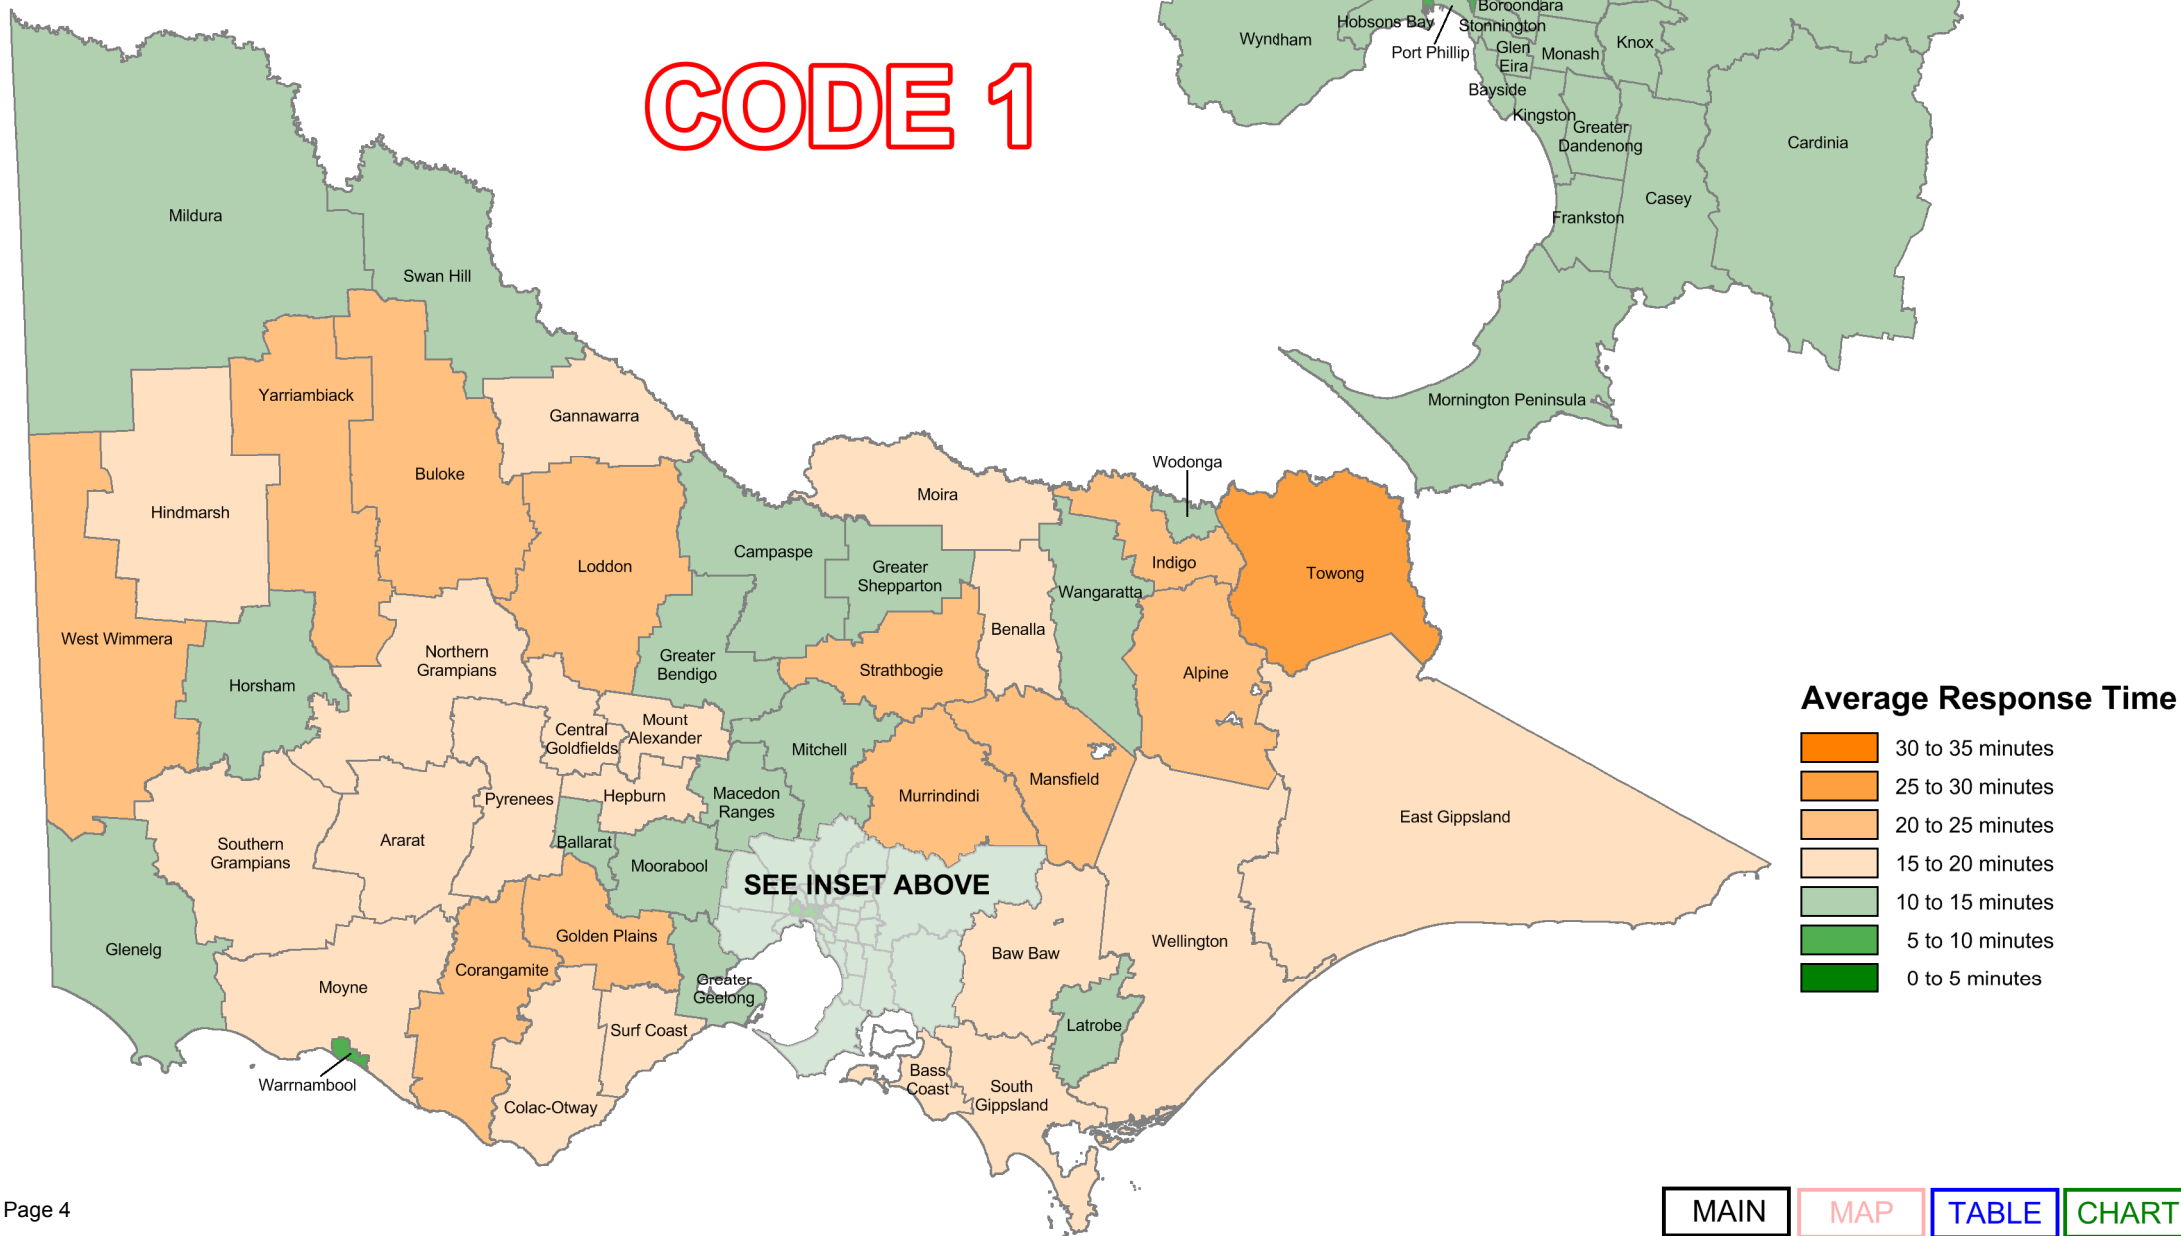 Boroondara
Hobsons Bay
Stonnington
Wyndham
Port Phillip
Glen
Eira
Monash
Knox
Bayside
Kingston
Greater
Dandenong
Cardinia
Casey
Frankston
Mornington Peninsula
CODE 1
Mildura
Swan Hill
Yarriambiack
Gannawarra
Buloke
Hindmarsh
Wodonga
Moira
Campaspe
Greater
Shepparton
Loddon
Indigo
Towong
Wangaratta
Benalla
West Wimmera
Northern
Grampians
Greater
Bendigo
Strathbogie
Alpine
Horsham
Central
Goldfields
Mount
Alexander
Mitchell
Mansfield
Murrindindi
Pyrenees
Hepburn
Macedon
Ranges
East Gippsland
Southern
Grampians
Ararat
Ballarat
Moorabool
SEE INSET ABOVE
Glenelg
Golden Plains
Corangamite
Moyne
Greater
Geelong
Baw Baw
Wellington
Surf Coast
Latrobe
Warrnambool
Colac-Otway
Bass
Coast
South
Gippsland
Average Response Time
30 to 35 minutes
25 to 30 minutes
20 to 25 minutes
15 to 20 minutes
10 to 15 minutes
5 to 10 minutes
0 to 5 minutes
Page 4
MAIN
MAP
TABLE
CHART